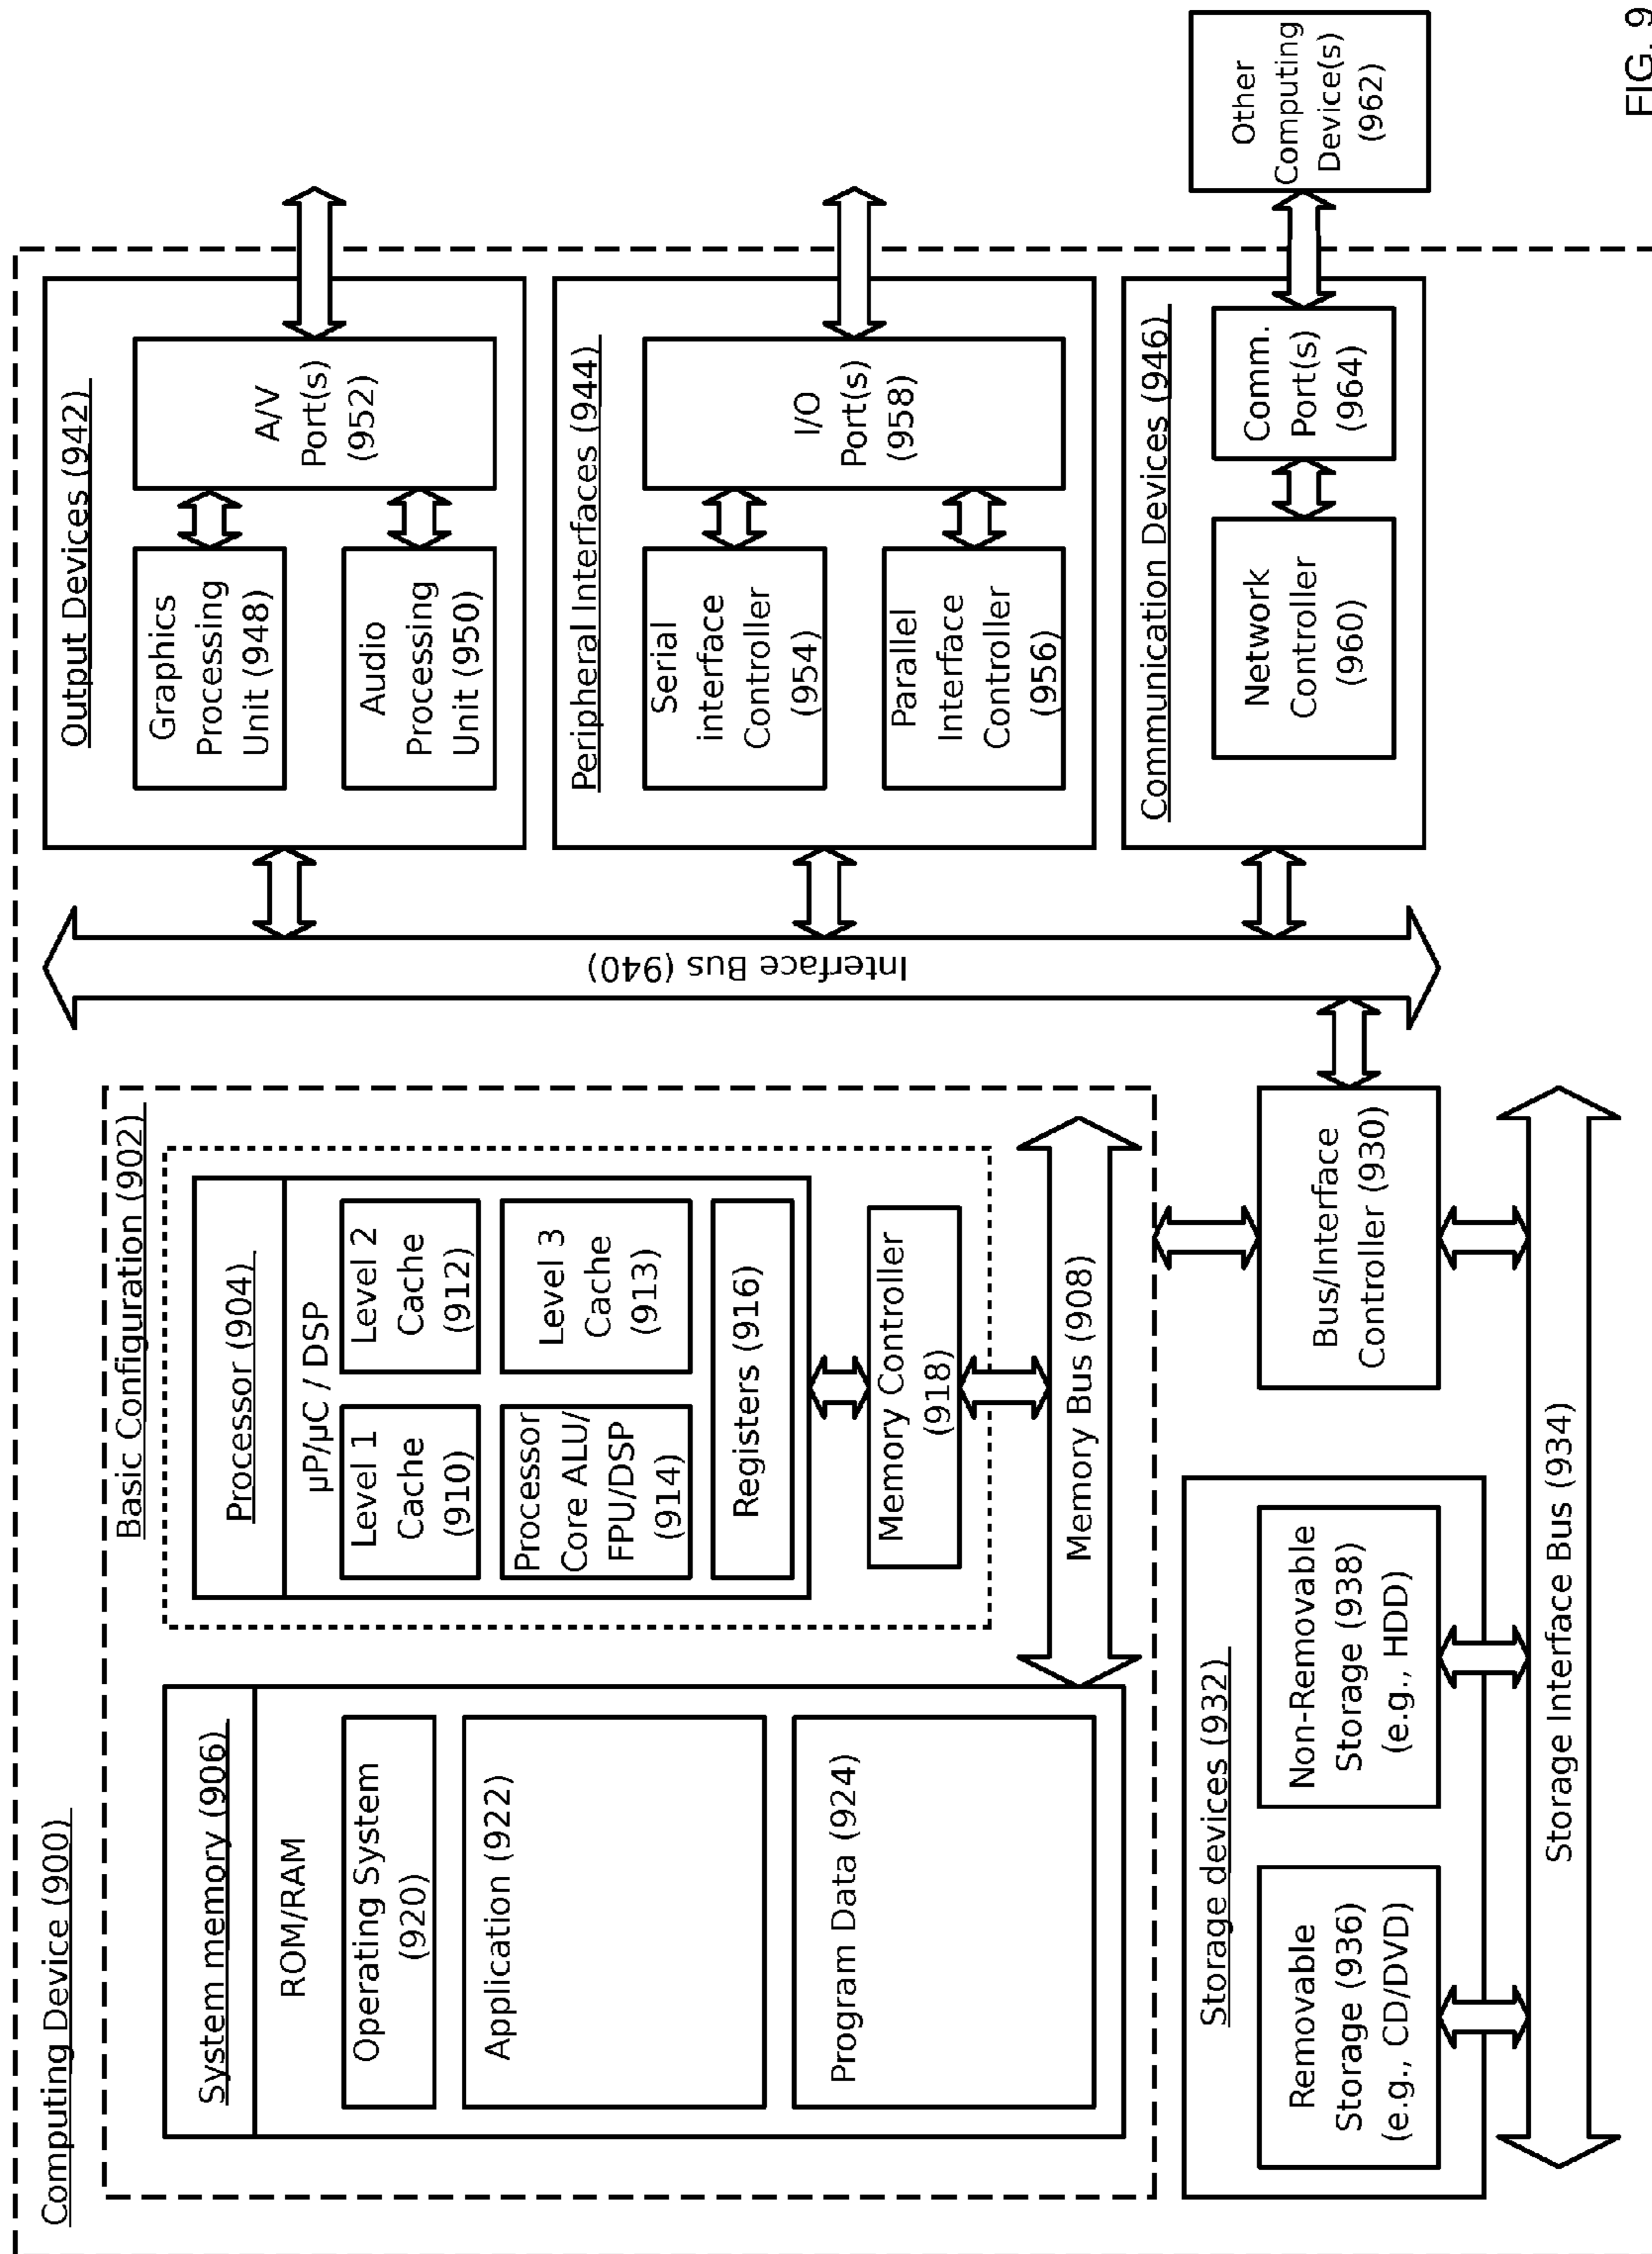 Computing Device (900)
Basic Configuration (902)
System memory (906)
ROM/RAM
Operating System
(920)
Application (922)
Program Data (924)
Processor (904)
µP/µC / DSP
Level 1
Cache
(910)
Level 2
Cache
(912)
Processor
Core ALU/
FPU/DSP
(914)
Level 3
Cache
(913)
Registers (916)
Memory Controller
(918)
Memory Bus (908)
Bus/Interface
Controller (930)
Storage devices (932)
Removable
Storage (936)
(e.g., CD/DVD)
Non-Removable
Storage (938)
(e.g., HDD)
Storage Interface Bus (934)
Interface Bus (940)
Output Devices (942)
Graphics
Processing
Unit (948)
Audio
Processing
Unit (950)
A/V
Port(s)
(952)
Peripheral Interfaces (944)
Serial
interface
Controller
(954)
Parallel
Interface
Controller
(956)
I/O
Port(s)
(958)
Communication Devices (946)
Network
Controller
(960)
Comm.
Port(s)
(964)
Other
Computing
Device(s)
(962)
FIG. 9